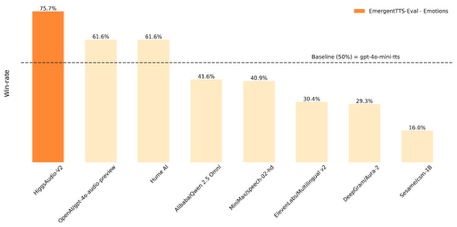 75.7%
EmergentTTS-Eval - Emotions
61.6%
61.6%
Baseline (50%) = gpt-4o-mini-tts
Win-rate
41.6%
40.9%
30.4%
29.3%
16.0%
HiggsAudio-V2
OpenAI/gpt-4o-audio-preview
Hume AI
Alibaba/Qwen 2.5 Omni
MiniMax/speech-02-hd
ElevenLabs/Multilingual v2
DeepGram/Aura-2
Sesame/csm-1B